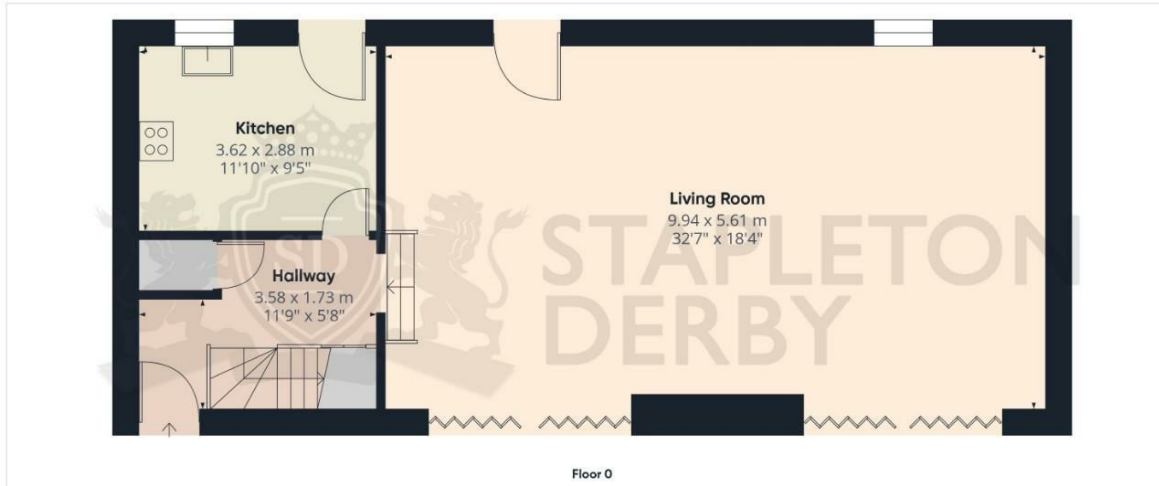 Kitchen
3.62 x 2.88 m
11'10" x 9'5"
Living Room
9.94 x 5.61 m
32'7" x 18'4"
SD
STAPLETON
DERBY
Hallway
3.58 x 1.73 m
11'9" x 5'8"
Floor 0